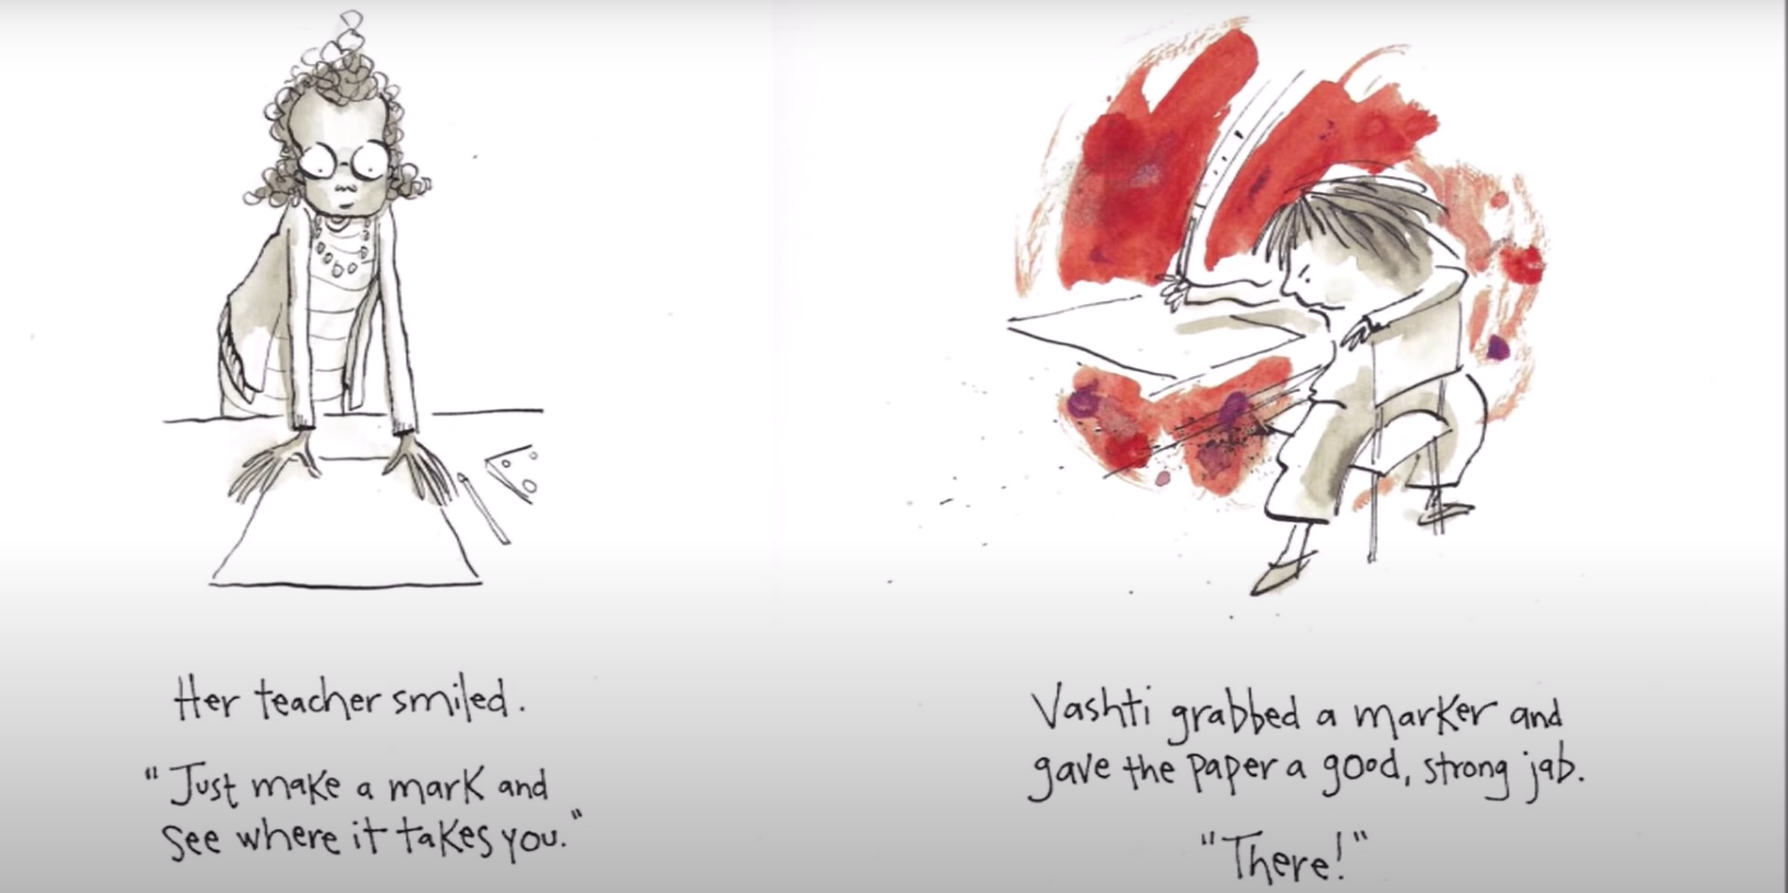 Her teacher smiled.
"Just make a mark and
see where it takes you."
Vashti grabbed a marker and
gave the paper a good, strong jab.
"There!"